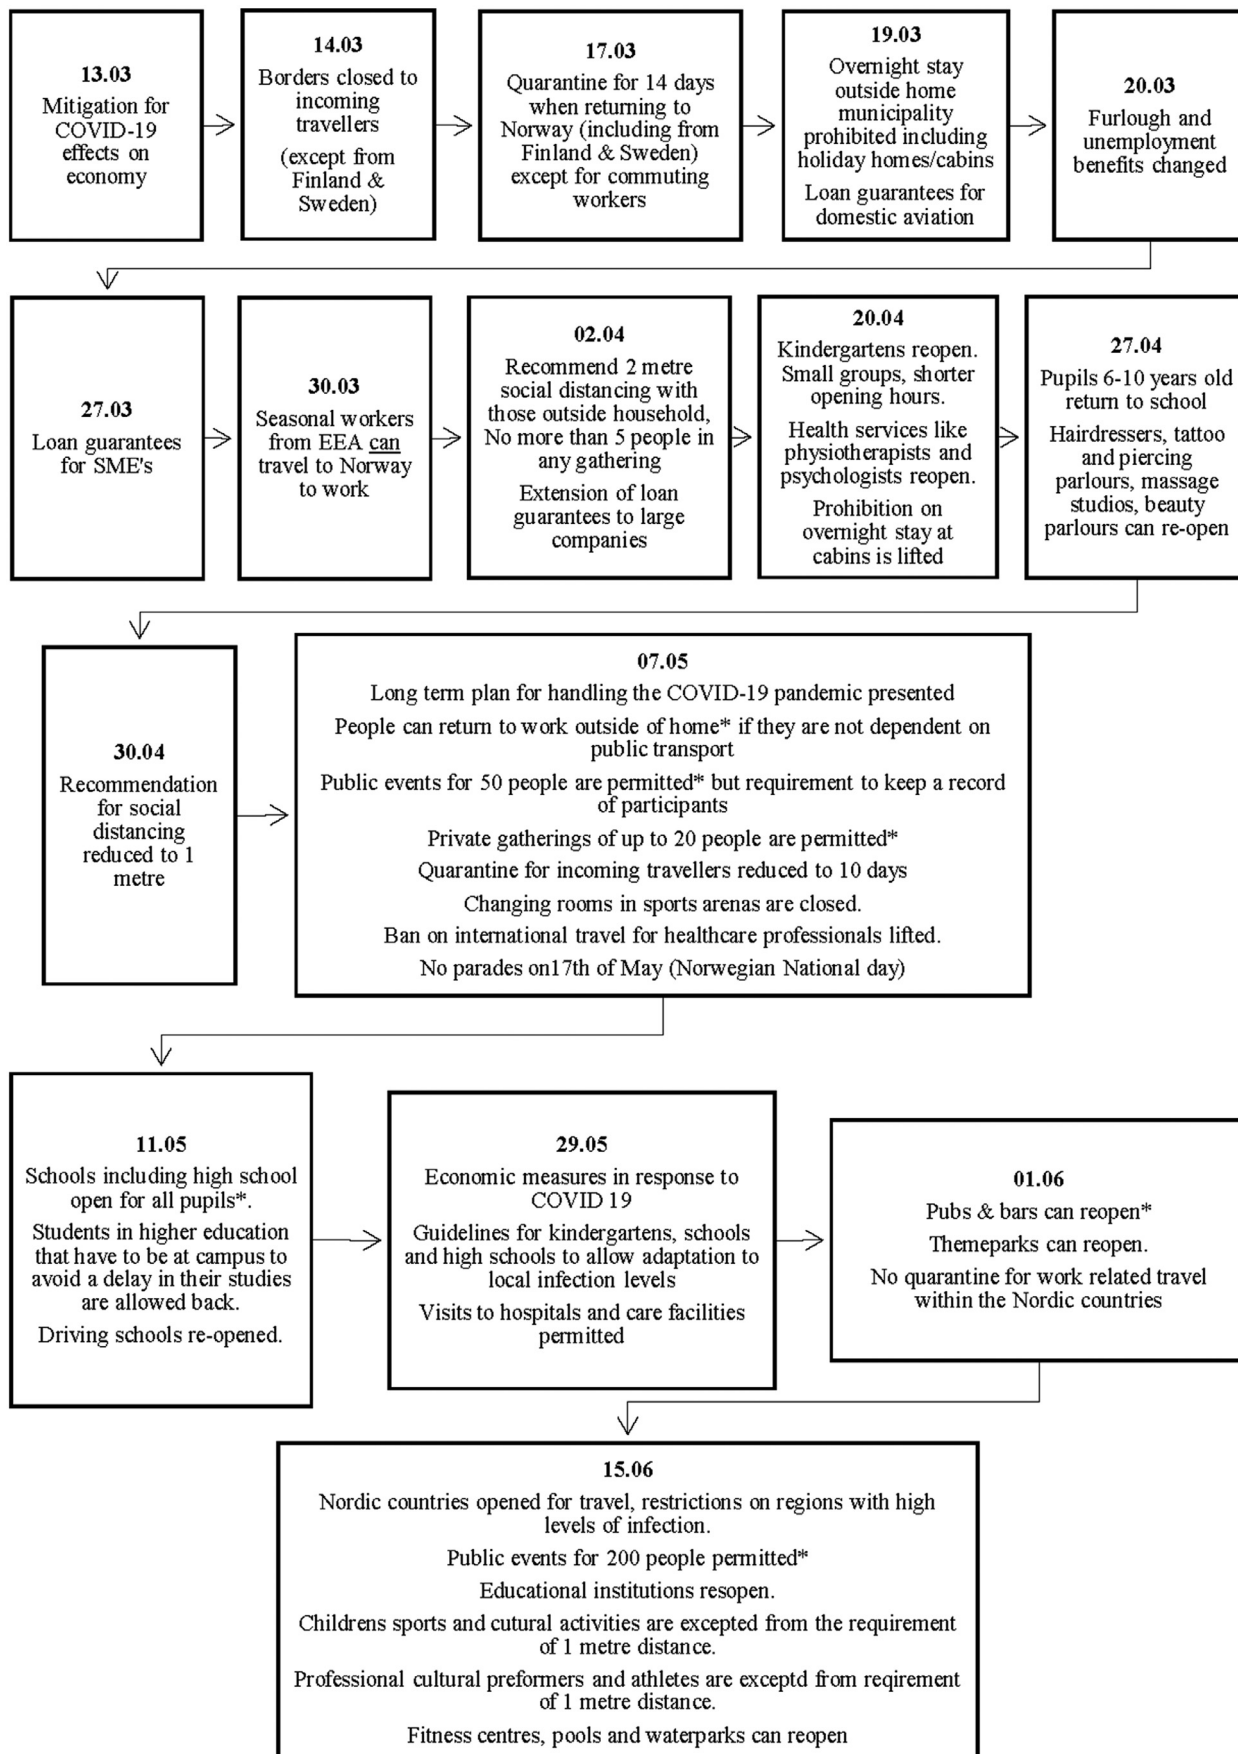 13.03
Mitigation for
COVID-19
effects on
economy
14.03
Borders closed to
incoming
travellers
(except from
Finland &
Sweden)
17.03
Quarantine for 14 days
when returning to
Norway (including from
Finland & Sweden)
except for commuting
workers
19.03
Overnight stay
outside home
municipality
prohibited including
holiday homes/cabins
Loan guarantees for
domestic aviation
20.03
Furlough and
unemployment
benefits changed
27.03
Loan guarantees
for SME's
30.03
Seasonal workers
from EEA can
travel to Norway
to work
02.04
Recommend 2 metre
social distancing with
those outside household,
No more than 5 people in
any gathering
Extension of loan
guarantees to large
companies
20.04
Kindergartens reopen.
Small groups, shorter
opening hours.
Health services like
physiotherapists and
psychologists reopen.
Prohibition on
overnight stay at
cabins is lifted
27.04
Pupils 6-10 years old
return to school
Hairdressers, tattoo
and piercing
parlours, massage
studios, beauty
parlours can re-open
30.04
Recommendation
for social
distancing
reduced to 1
metre
07.05
Long term plan for handling the COVID-19 pandemic presented
People can return to work outside of home* if they are not dependent on
public transport
Public events for 50 people are permitted* but requirement to keep a record
of participants
Private gatherings of up to 20 people are permitted*
Quarantine for incoming travellers reduced to 10 days
Changing rooms in sports arenas are closed.
Ban on international travel for healthcare professionals lifted.
No parades on17th of May (Norwegian National day)
11.05
Schools including high school
open for all pupils*.
Students in higher education
that have to be at campus to
avoid a delay in their studies
are allowed back.
Driving schools re-opened.
29.05
Economic measures in response to
COVID 19
Guidelines for kindergartens, schools
and high schools to allow adaptation to
local infection levels
Visits to hospitals and care facilities
permitted
01.06
Pubs & bars can reopen*
Themeparks can reopen.
No quarantine for work related travel
within the Nordic countries
15.06
Nordic countries opened for travel, restrictions on regions with high
levels of infection.
Public events for 200 people permitted*
Educational institutions resopen.
Childrens sports and cutural activities are excepted from the requirement
of 1 metre distance.
Professional cultural preformers and athletes are exceptd from reqirement
of 1 metre distance.
Fitness centres, pools and waterparks can reopen